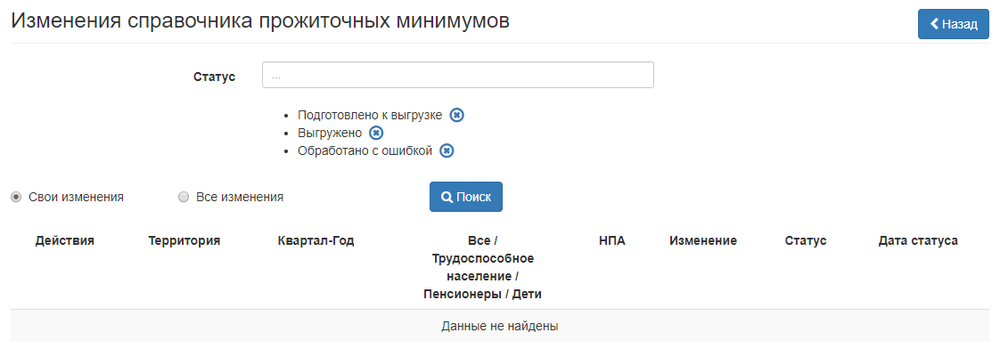 Изменения справочника прожиточных минимумов
Назад
Статус
...
Подготовлено к выгрузке
Выгружено
Обработано с ошибкой
Свои изменения
Все изменения
Поиск
Действия Территория Квартал-Год Все / НПА Изменение Статус Дата статуса
Трудоспособное
население /
Пенсионеры / Дети
Данные не найдены